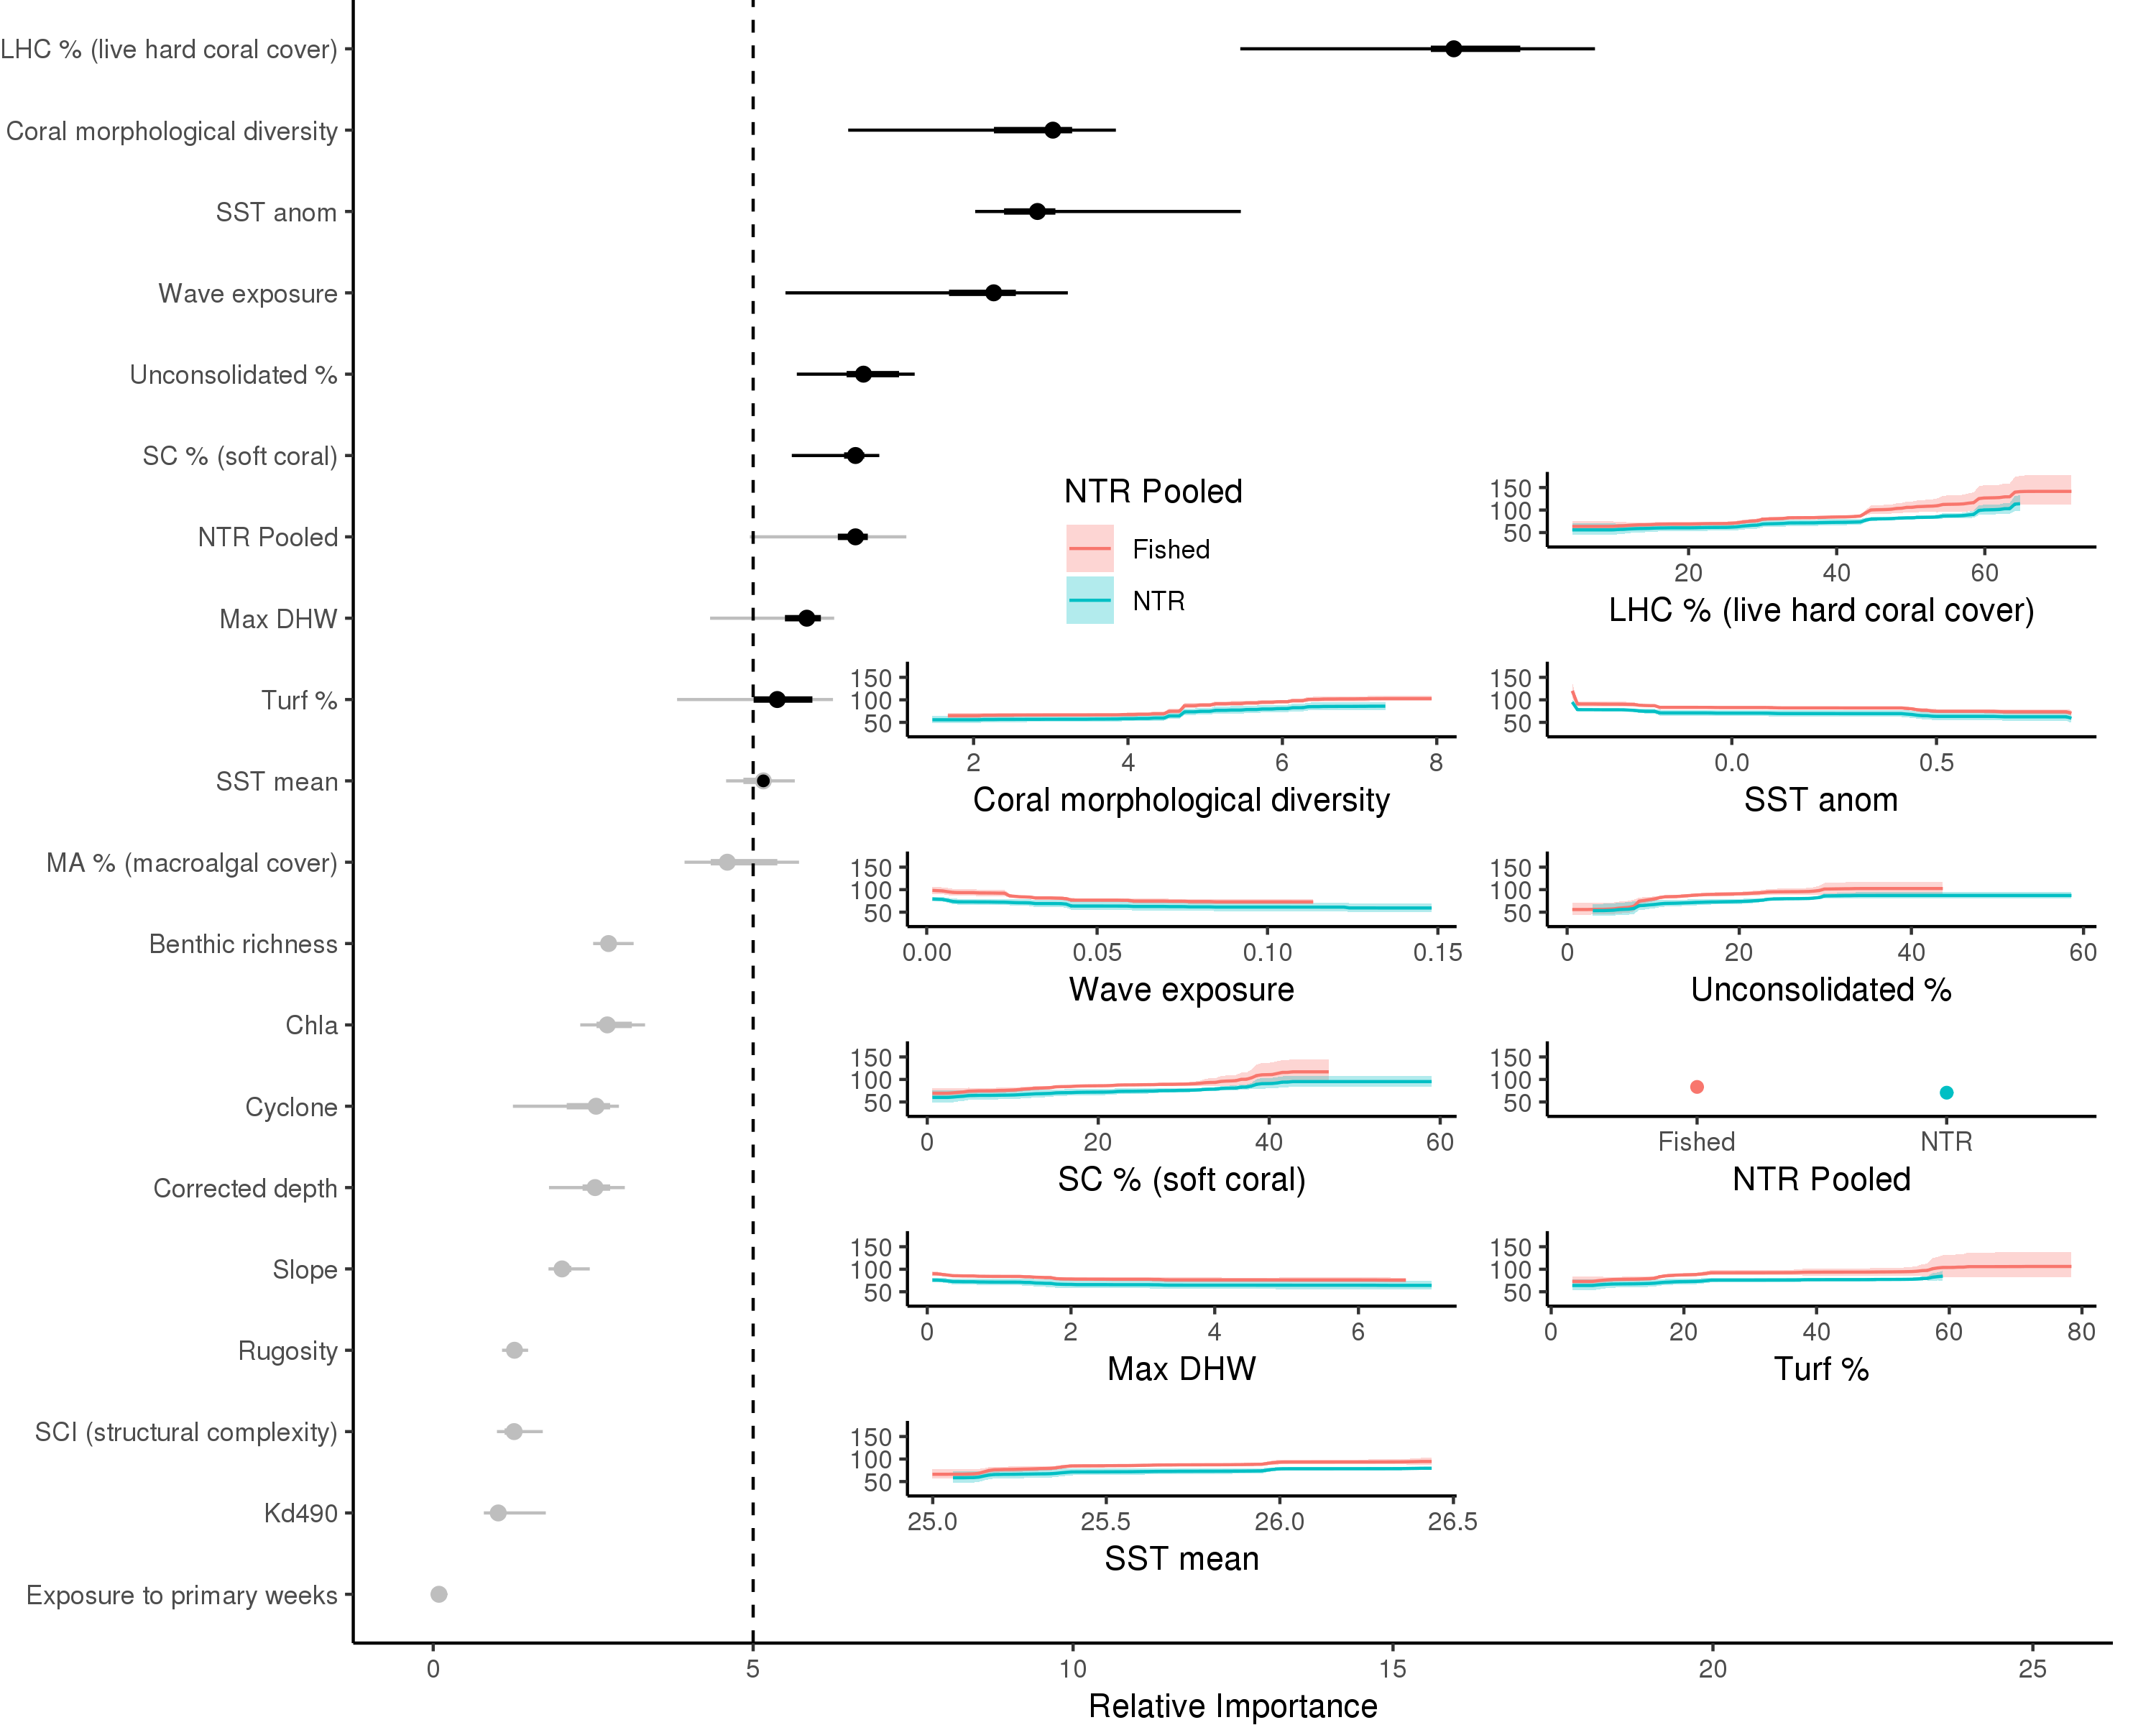 LHC % (live hard coral cover)
Coral morphological diversity
SST anom
Wave exposure
Unconsolidated %
SC % (soft coral)
NTR Pooled
Max DHW
Turf %
SST mean
MA % (macroalgal cover)
Benthic richness
Chla
Cyclone
Corrected depth
Slope
Rugosity
SCI (structural complexity)
Kd490
Exposure to primary weeks
0 5 10 15 20 25
Relative Importance
NTR Pooled
Fished
NTR
150
100
50
20 40 60
LHC % (live hard coral cover)
150
100
50
2 4 6 8
Coral morphological diversity
150
100
50
0.0 0.5
SST anom
150
100
50
0.00 0.05 0.10 0.15
Wave exposure
150
100
50
0 20 40 60
Unconsolidated %
150
100
50
0 20 40 60
SC % (soft coral)
150
100
50
Fished NTR
NTR Pooled
150
100
50
0 2 4 6
Max DHW
150
100
50
0 20 40 60 80
Turf %
150
100
50
25.0 25.5 26.0 26.5
SST mean